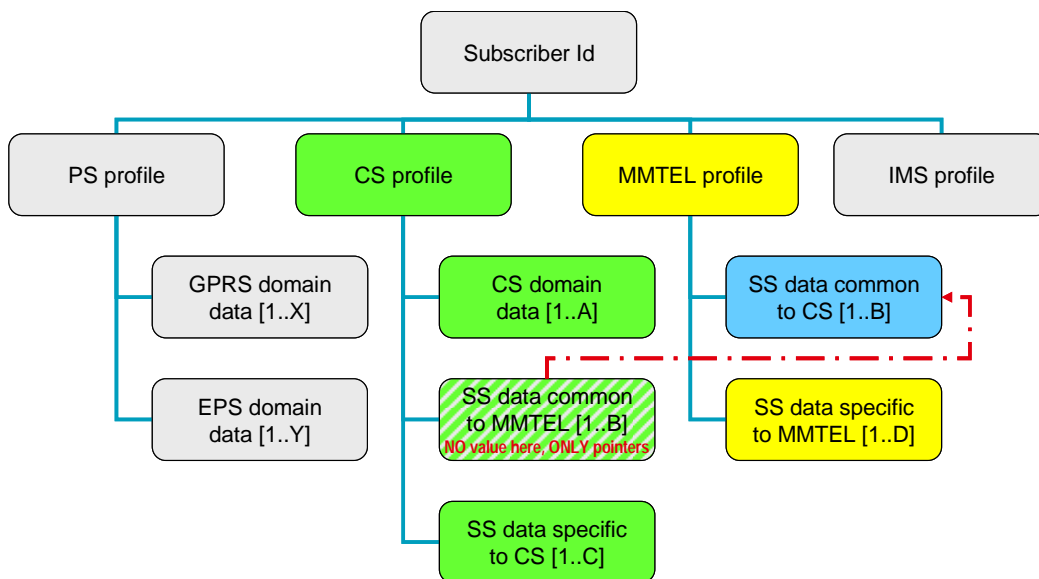 Subscriber Id
PS profile
CS profile
MMTEL profile
IMS profile
GPRS domain
data [1..X]
CS domain
data [1..A]
SS data common
to CS [1..B]
EPS domain
data [1..Y]
SS data common
to MMTEL [1..B]
NO value here, ONLY pointers
SS data specific
to MMTEL [1..D]
SS data specific
to CS [1..C]